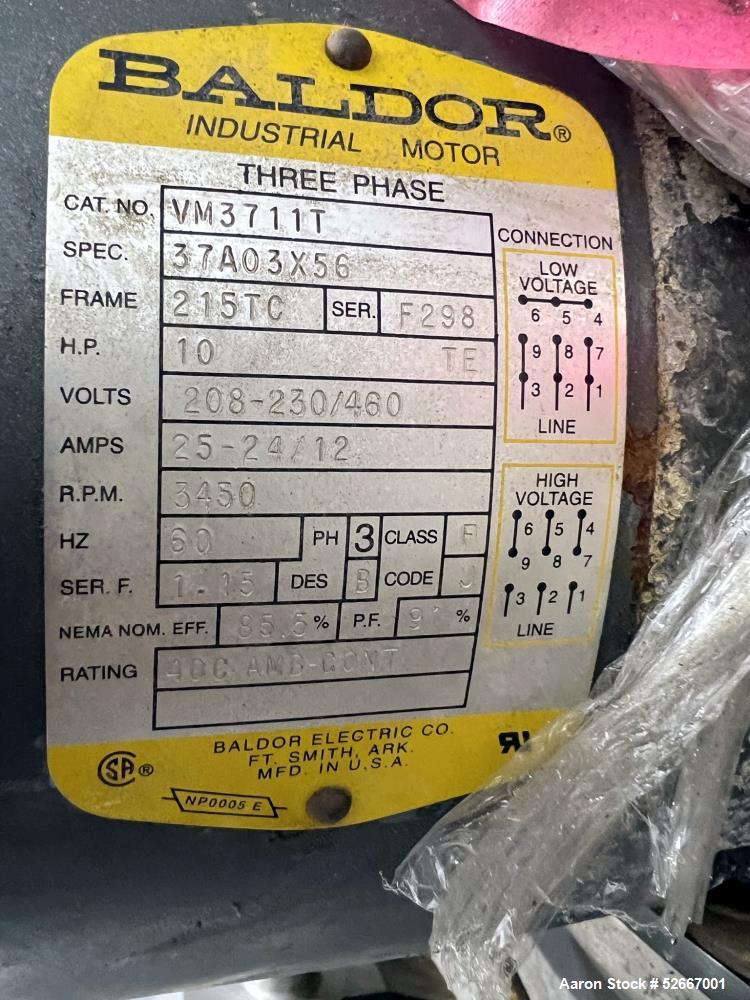 BALDOR®
INDUSTRIAL MOTOR
THREE PHASE
CAT. NO. VM3711T
SPEC. 37A03X56
FRAME 215TC SER. F298
H.P. 10 TE
VOLTS 208-230/460
AMPS 25-24/12
R.P.M. 3450
HZ 60 PH 3 CLASS F
SER. F. 1.15 DES B CODE J
NEMA NOM. EFF. 85.5 % P.F. %
RATING 40C AMB-CONT
CONNECTION
LOW
VOLTAGE
6 5 4
9 8 7
3 2 1
LINE
HIGH
VOLTAGE
6 5 4
9 8 7
3 2 1
LINE
BALDOR ELECTRIC CO.
FT. SMITH, ARK.
MFD. IN U.S.A.
SA ®
NP0005 E
Aaron Stock # 52667001